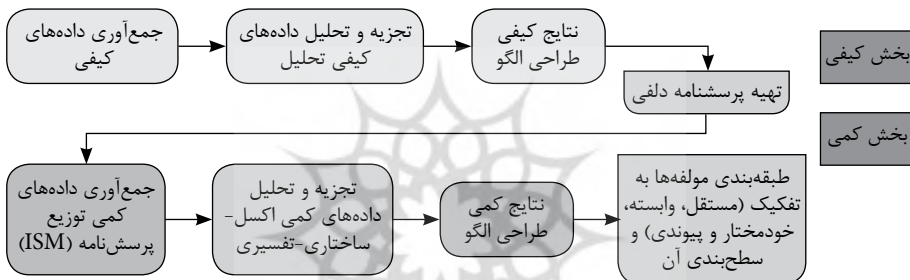 جمع‌آوری داده‌های
کیفی
تجزیه و تحلیل داده‌های
کیفی تحلیل
نتایج کیفی
طراحی الگو
تهیه پرسشنامه دلفی
بخش کیفی
بخش کمی
جمع‌آوری داده‌های
کمی توزیع
پرسش‌نامه (ISM)
تجزیه و تحلیل
داده‌های کمی اکسل-
ساختاری-تفسیری
نتایج کمی
طراحی الگو
طبقه‌بندی مولفه‌ها به
تفکیک (مستقل، وابسته،
خودمختار و پیوندی) و
سطح‌بندی آن